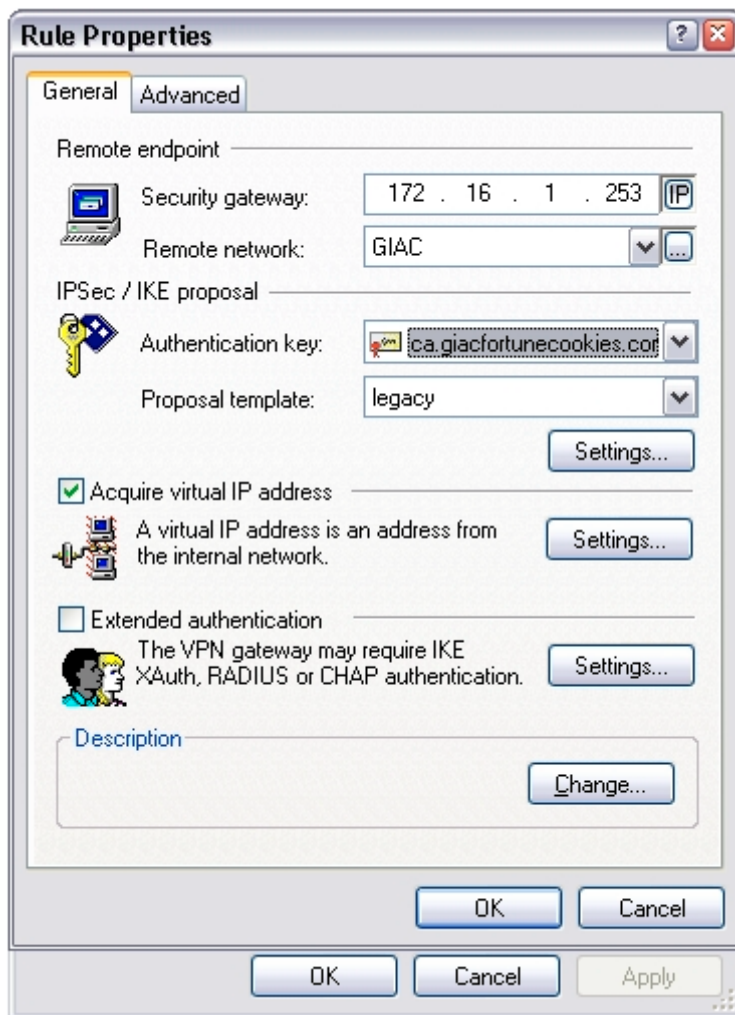 Rule Properties
General
Advanced
Remote endpoint
Security gateway: 172 . 16 . 1 . 253 IP
Remote network: GIAC ...
IPSec / IKE proposal
Authentication key: ca.giacfortunecookies.cor
Proposal template: legacy
Settings...
Acquire virtual IP address
A virtual IP address is an address from
the internal network.
Settings...
Extended authentication
The VPN gateway may require IKE
XAuth, RADIUS or CHAP authentication.
Settings...
Description
Change...
OK Cancel
OK Cancel Apply